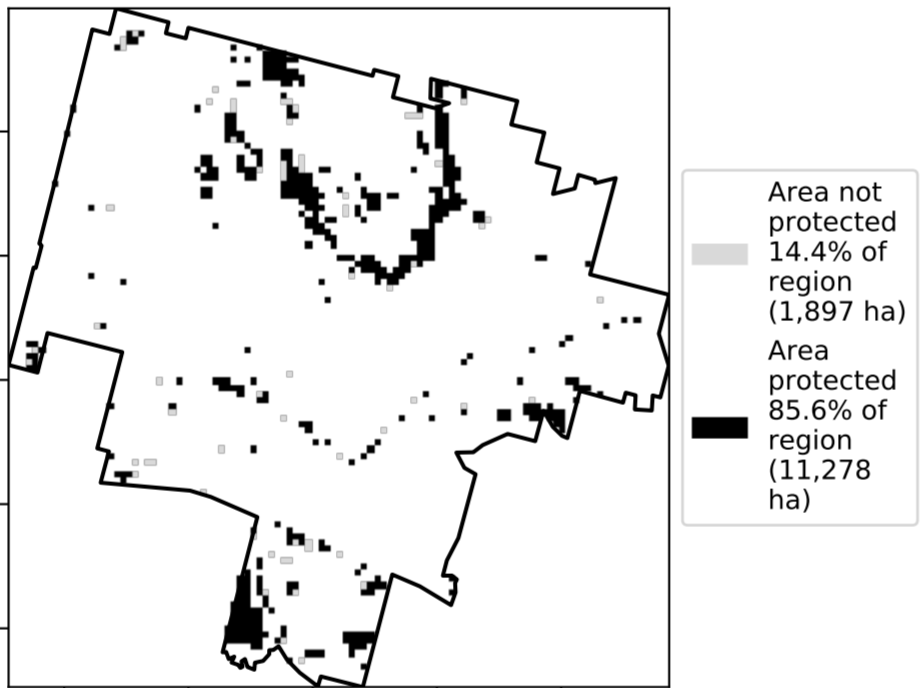 Area not
protected
14.4% of
region
(1,897 ha)
Area
protected
85.6% of
region
(11,278
ha)